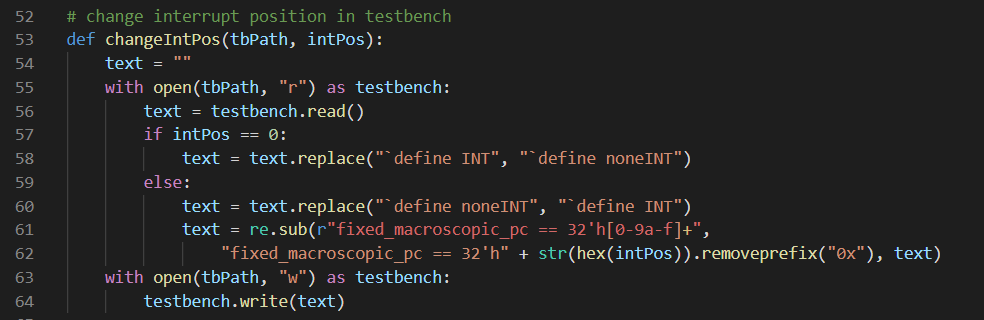 52 # change interrupt position in testbench
53 def changeIntPos(tbPath, intPos):
54     text = ""
55     with open(tbPath, "r") as testbench:
56         text = testbench.read()
57         if intPos == 0:
58             text = text.replace("`define INT", "`define noneINT")
59         else:
60             text = text.replace("`define noneINT", "`define INT")
61             text = re.sub(r"fixed_macroscopic_pc == 32'h[0-9a-f]+",
62                 "fixed_macroscopic_pc == 32'h" + str(hex(intPos)).removeprefix("0x"), text)
63     with open(tbPath, "w") as testbench:
64         testbench.write(text)